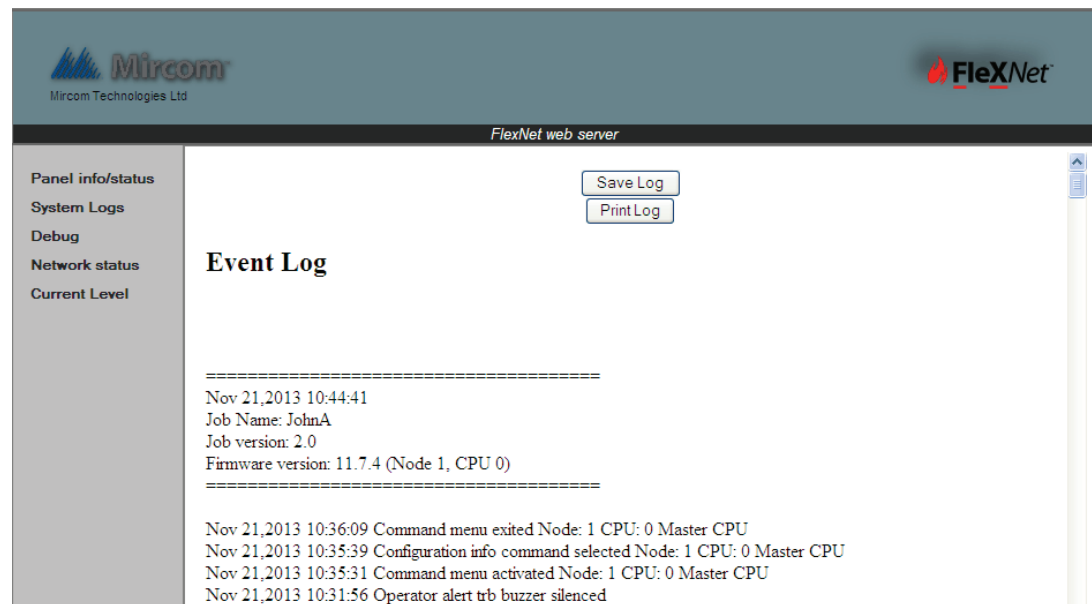 Mircom
FleXNet
Mircom Technologies Ltd
FlexNet web server
Panel info/status
System Logs
Debug
Network status
Current Level
Save Log
Print Log
Event Log
======================================
Nov 21,2013 10:44:41
Job Name: JohnA
Job version: 2.0
Firmware version: 11.7.4 (Node 1, CPU 0)
======================================
Nov 21,2013 10:36:09 Command menu exited Node: 1 CPU: 0 Master CPU
Nov 21,2013 10:35:39 Configuration info command selected Node: 1 CPU: 0 Master CPU
Nov 21,2013 10:35:31 Command menu activated Node: 1 CPU: 0 Master CPU
Nov 21,2013 10:31:56 Operator alert trb buzzer silenced